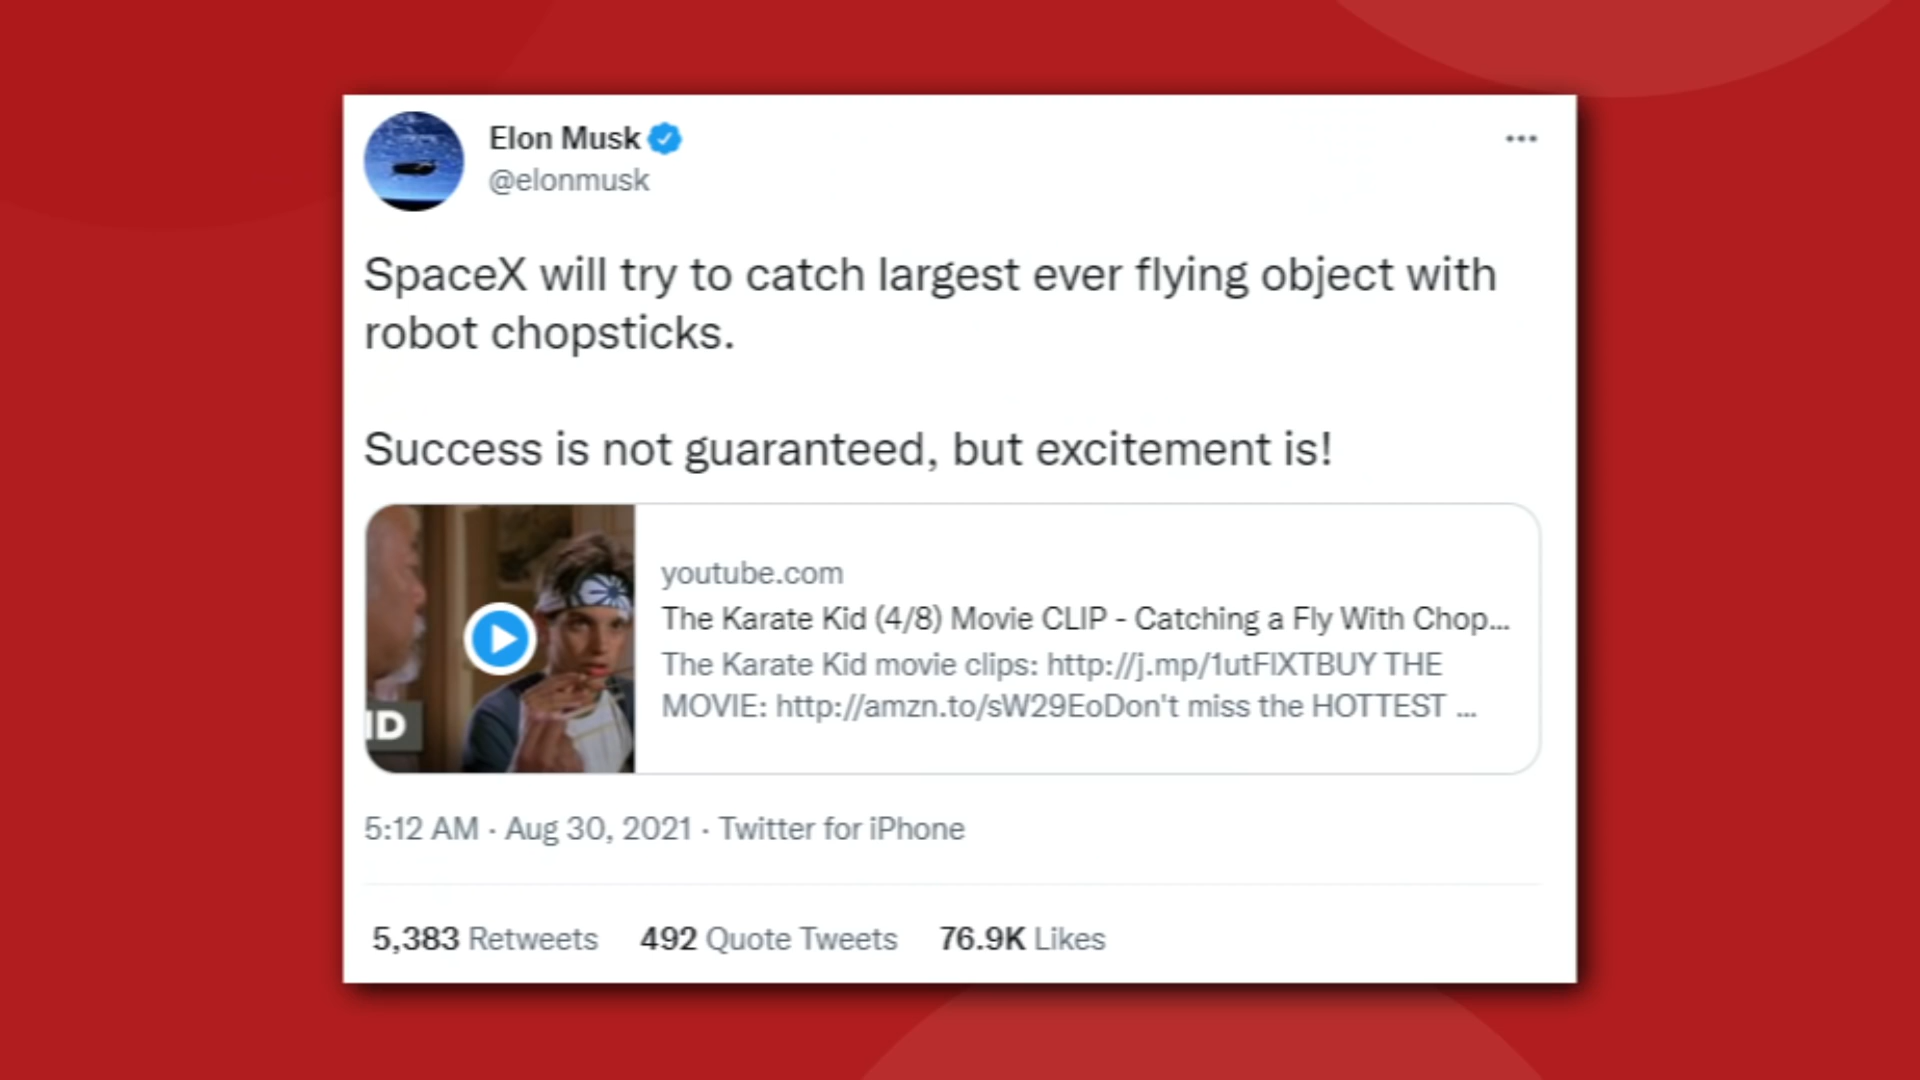 Elon Musk
@elonmusk
SpaceX will try to catch largest ever flying object with
robot chopsticks.
Success is not guaranteed, but excitement is!
ID
youtube.com
The Karate Kid (4/8) Movie CLIP - Catching a Fly With Chop...
The Karate Kid movie clips: http://j.mp/1utFIXTBUY THE
MOVIE: http://amzn.to/sW29EoDon't miss the HOTTEST ...
5:12 AM · Aug 30, 2021 · Twitter for iPhone
5,383 Retweets 492 Quote Tweets 76.9K Likes